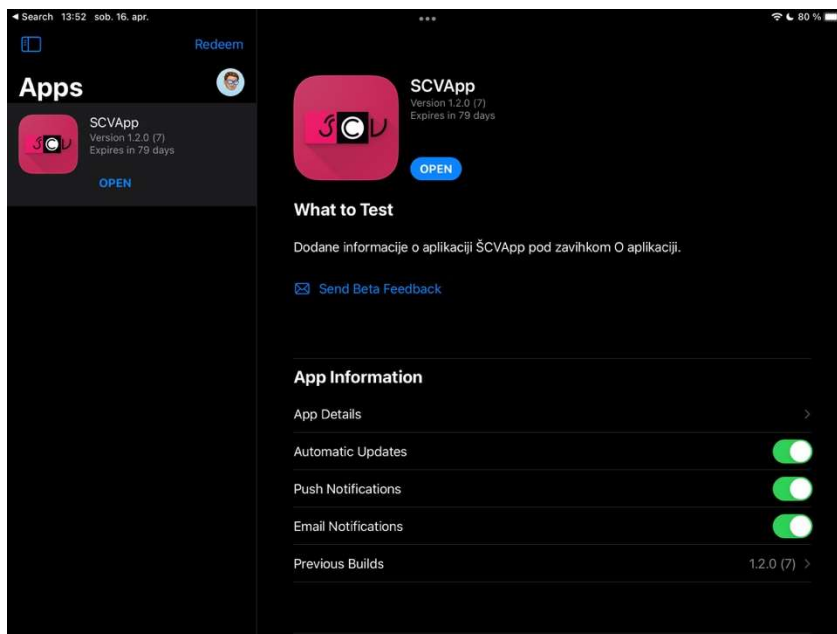 ◀ Search 13:52 sob. 16. apr.
80 %
Redeem
Apps
SCVApp
Version 1.2.0 (7)
Expires in 79 days
OPEN
ŠCV
SCVApp
Version 1.2.0 (7)
Expires in 79 days
OPEN
ŠCV
What to Test
Dodane informacije o aplikaciji ŠCVApp pod zavihkom O aplikaciji.
Send Beta Feedback
App Information
App Details
Automatic Updates
Push Notifications
Email Notifications
Previous Builds 1.2.0 (7)